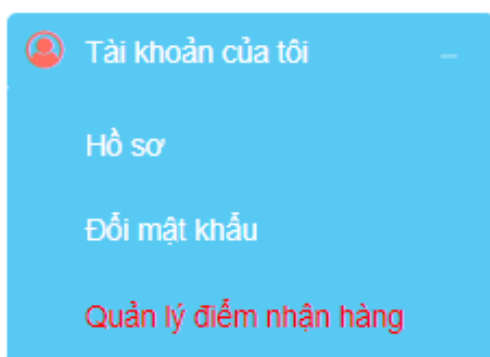 Tài khoản của tôi
Hồ sơ
Đổi mật khẩu
Quản lý điểm nhận hàng